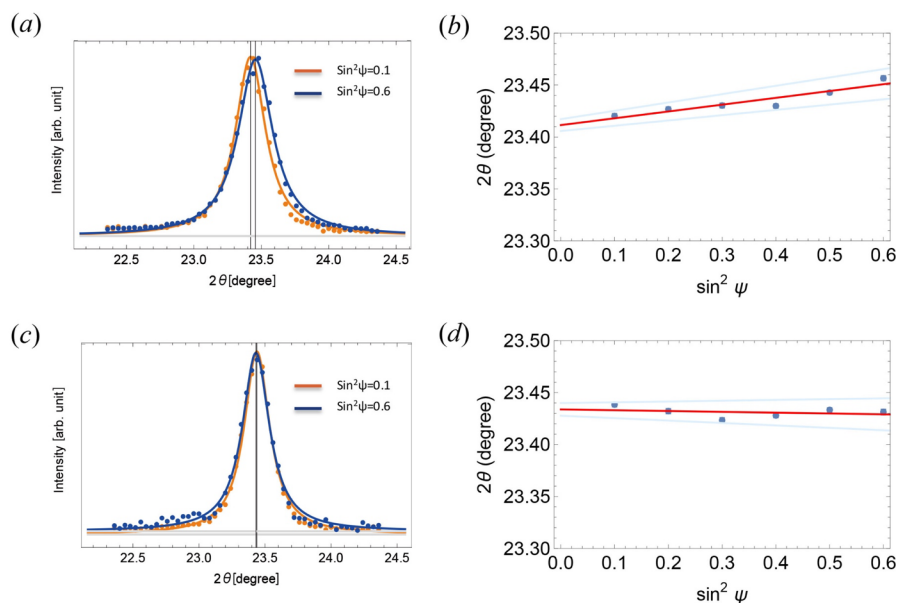 (a)
Intensity [arb. unit]
Sin²ψ=0.1
Sin²ψ=0.6
22.5 23.0 23.5 24.0 24.5
2θ[degree]
(b)
2θ (degree)
23.50
23.45
23.40
23.35
23.30
0.0 0.1 0.2 0.3 0.4 0.5 0.6
sin² ψ
(c)
Intensity [arb. unit]
Sin²ψ=0.1
Sin²ψ=0.6
22.5 23.0 23.5 24.0 24.5
2θ[degree]
(d)
2θ (degree)
23.50
23.45
23.40
23.35
23.30
0.0 0.1 0.2 0.3 0.4 0.5 0.6
sin² ψ